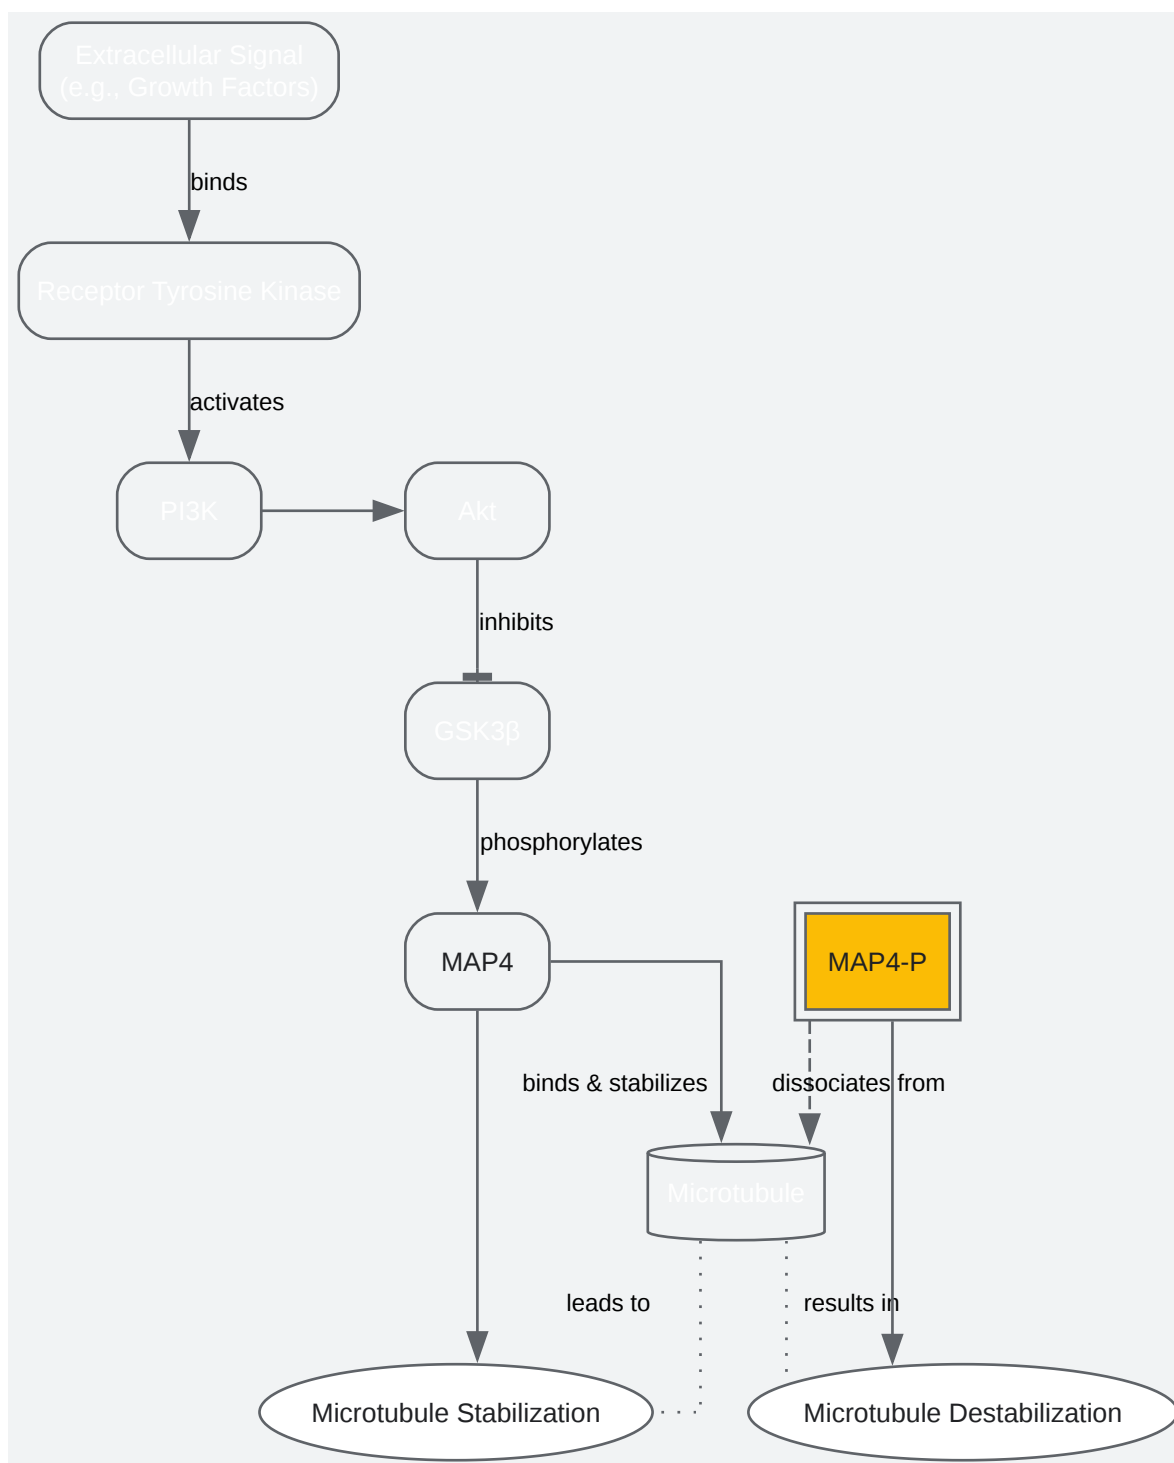 Extracellular Signal
(e.g., Growth Factors)
binds
Receptor Tyrosine Kinase
activates
PI3K
Akt
inhibits
GSK3β
phosphorylates
MAP4
MAP4-P
binds & stabilizes
dissociates from
Microtubule
leads to
results in
Microtubule Stabilization
Microtubule Destabilization